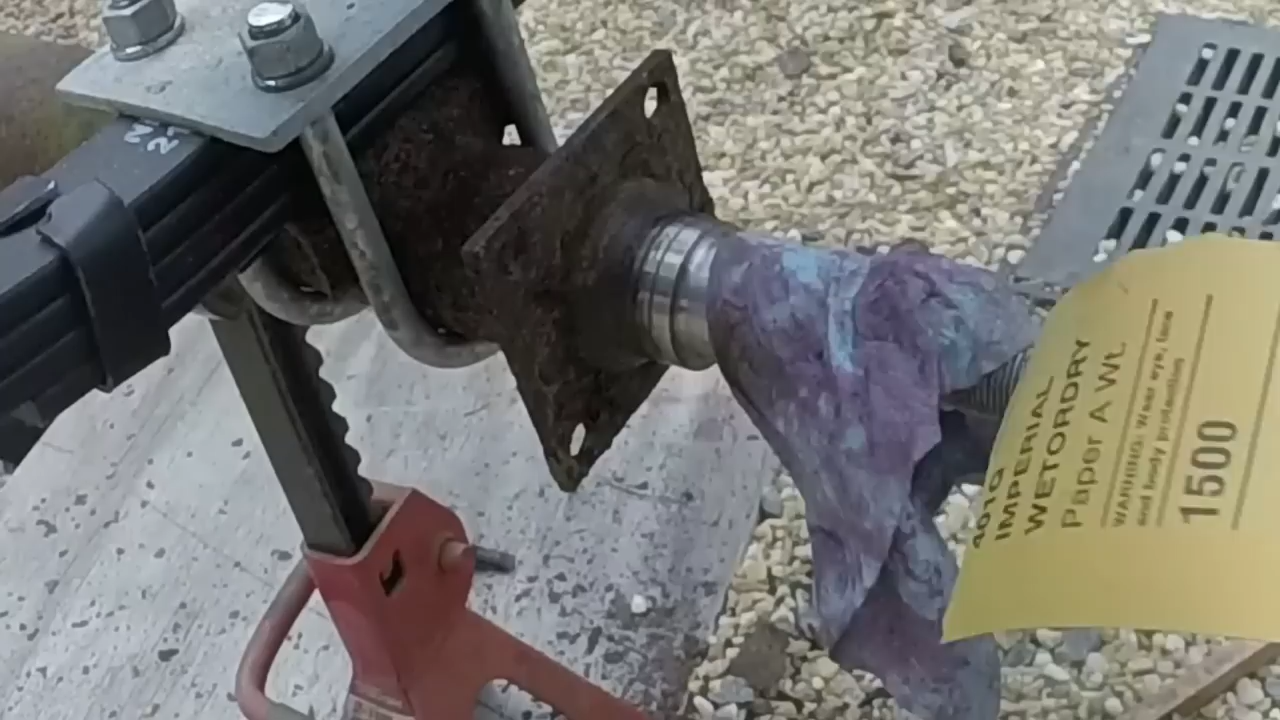 401Q
IMPERIAL
WETORDRY
Paper A Wt.
WARNING: Wear eye, face
and body protection
1500